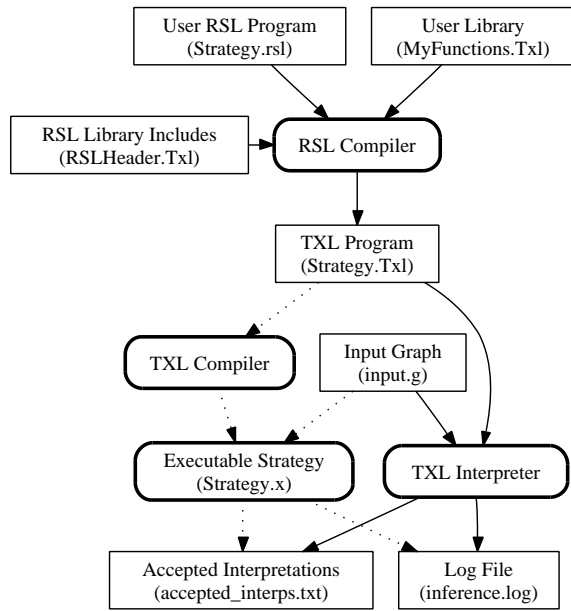 User RSL Program
(Strategy.rsl)
User Library
(MyFunctions.Txl)
RSL Library Includes
(RSLHeader.Txl)
RSL Compiler
TXL Program
(Strategy.Txl)
TXL Compiler
Input Graph
(input.g)
Executable Strategy
(Strategy.x)
TXL Interpreter
Accepted Interpretations
(accepted_interps.txt)
Log File
(inference.log)